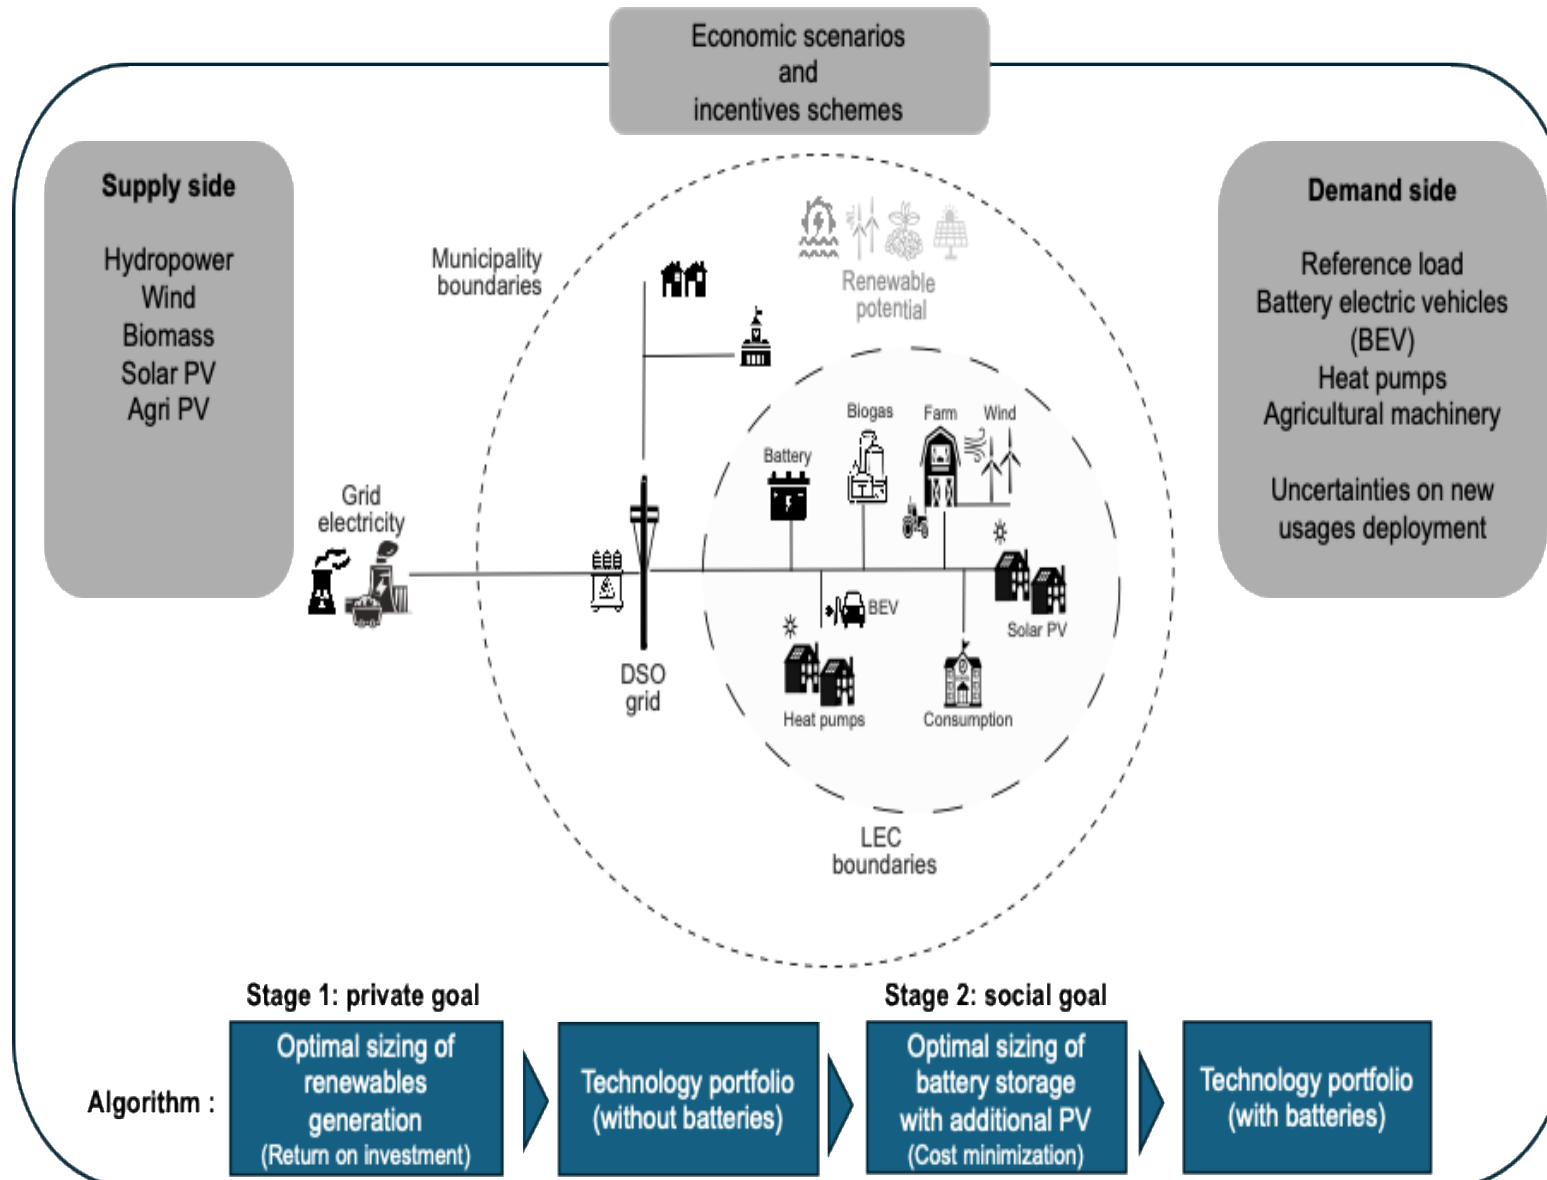 Economic scenarios
and
incentives schemes
Supply side
Hydropower
Wind
Biomass
Solar PV
Agri PV
Demand side
Reference load
Battery electric vehicles
(BEV)
Heat pumps
Agricultural machinery
Uncertainties on new
usages deployment
Municipality
boundaries
Renewable
potential
Grid
electricity
DSO
grid
Battery
Biogas
Farm
Wind
BEV
Solar PV
Heat pumps
Consumption
LEC
boundaries
Stage 1: private goal
Stage 2: social goal
Algorithm :
Optimal sizing of
renewables
generation
(Return on investment)
Technology portfolio
(without batteries)
Optimal sizing of
battery storage
with additional PV
(Cost minimization)
Technology portfolio
(with batteries)